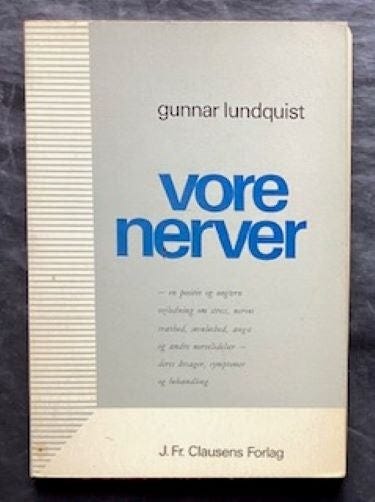 gunnar lundquist
vore
nerver
– en positiv og nøgtern
vejledning om stress, nervøs
træthed, søvnløshed, angst
og andre nervelidelser –
deres årsager, symptomer
og behandling
J. Fr. Clausens Forlag